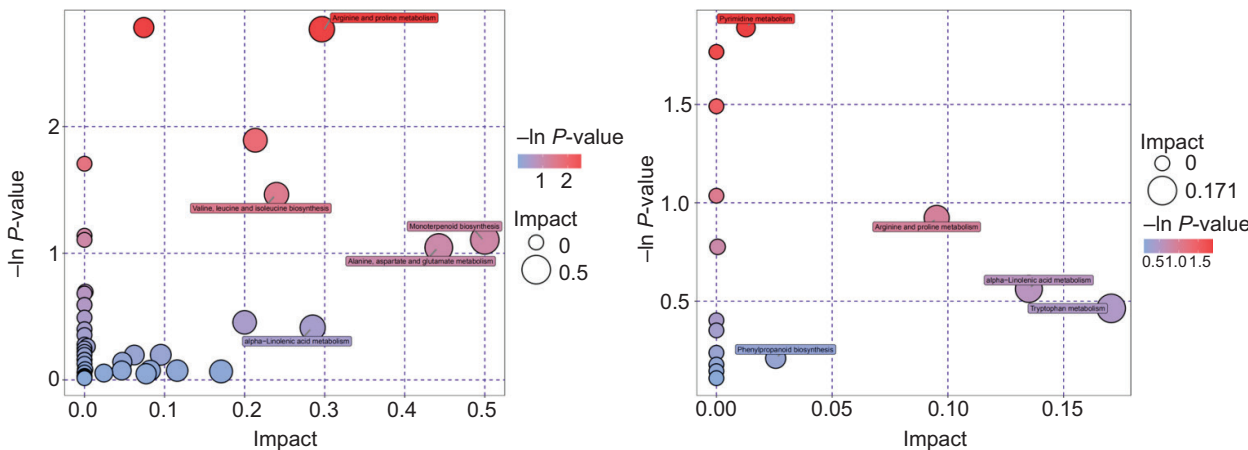 Arginine and proline metabolism
Valine, leucine and isoleucine biosynthesis
Monoterpenoid biosynthesis
Alanine, aspartate and glutamate metabolism
alpha−Linolenic acid metabolism
2
1
0
–ln P-value
0.0 0.1 0.2 0.3 0.4 0.5
Impact
–ln P-value
1 2
Impact
0
0.5
Pyrimidine metabolism
Arginine and proline metabolism
alpha−Linolenic acid metabolism
Tryptophan metabolism
Phenylpropanoid biosynthesis
1.5
1.0
0.5
–ln P-value
0.00 0.05 0.10 0.15
Impact
Impact
0
0.171
–ln P-value
0.51.0 1.5